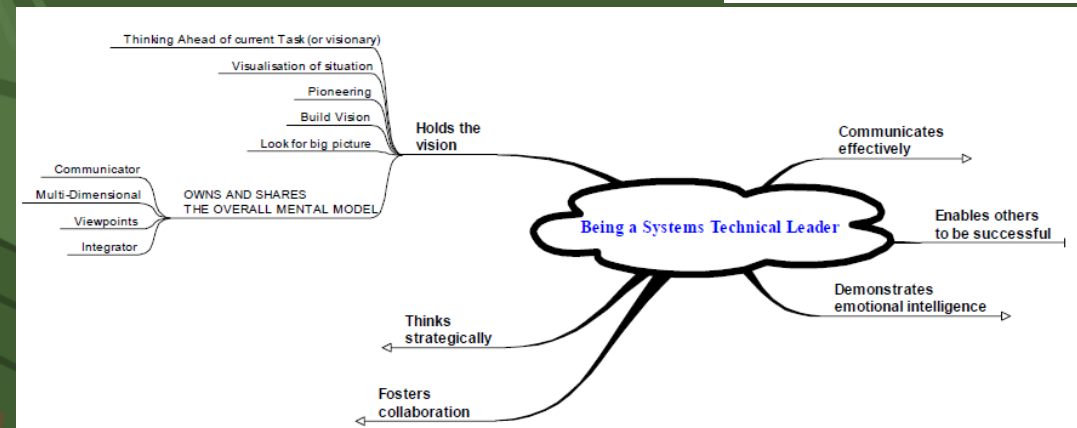 Thinking Ahead of current Task (or visionary)
Visualisation of situation
Pioneering
Build Vision
Look for big picture
Holds the
vision
Communicator
Multi-Dimensional
Viewpoints
Integrator
OWNS AND SHARES
THE OVERALL MENTAL MODEL
Being a Systems Technical Leader
Communicates
effectively
Enables others
to be successful
Demonstrates
emotional intelligence
Thinks
strategically
Fosters
collaboration